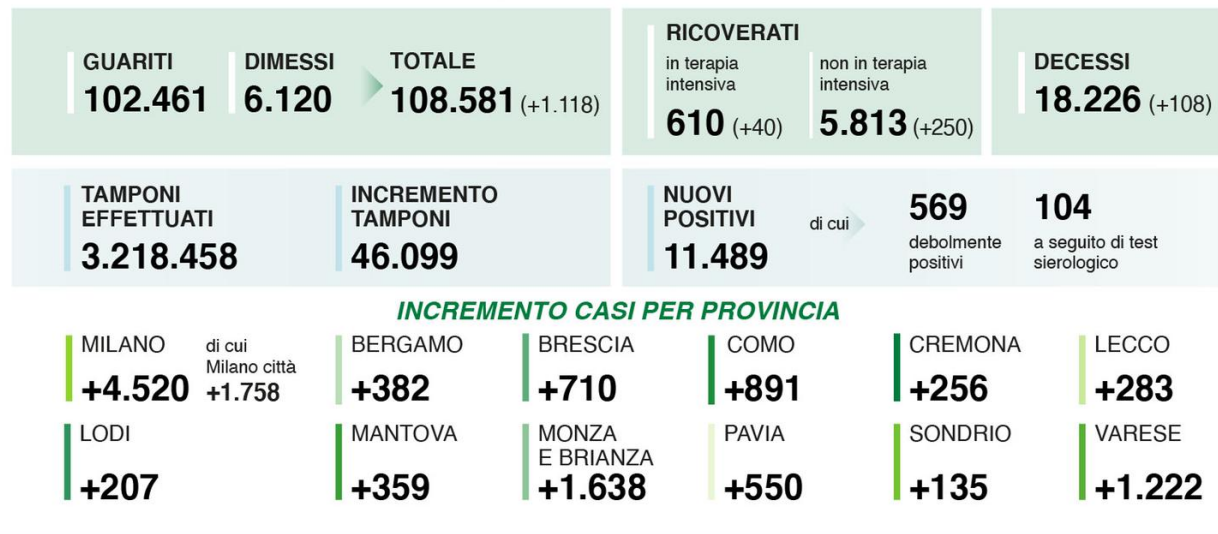 GUARITI
102.461
DIMESSI
6.120
TOTALE
108.581 (+1.118)
RICOVERATI
in terapia
intensiva
610 (+40)
non in terapia
intensiva
5.813 (+250)
DECESSI
18.226 (+108)
TAMPONI
EFFETTUATI
3.218.458
INCREMENTO
TAMPONI
46.099
NUOVI
POSITIVI
11.489
di cui
569
debolmente
positivi
104
a seguito di test
sierologico
INCREMENTO CASI PER PROVINCIA
MILANO
+4.520
di cui
Milano città
+1.758
BERGAMO
+382
BRESCIA
+710
COMO
+891
CREMONA
+256
LECCO
+283
LODI
+207
MANTOVA
+359
MONZA
E BRIANZA
+1.638
PAVIA
+550
SONDRIO
+135
VARESE
+1.222